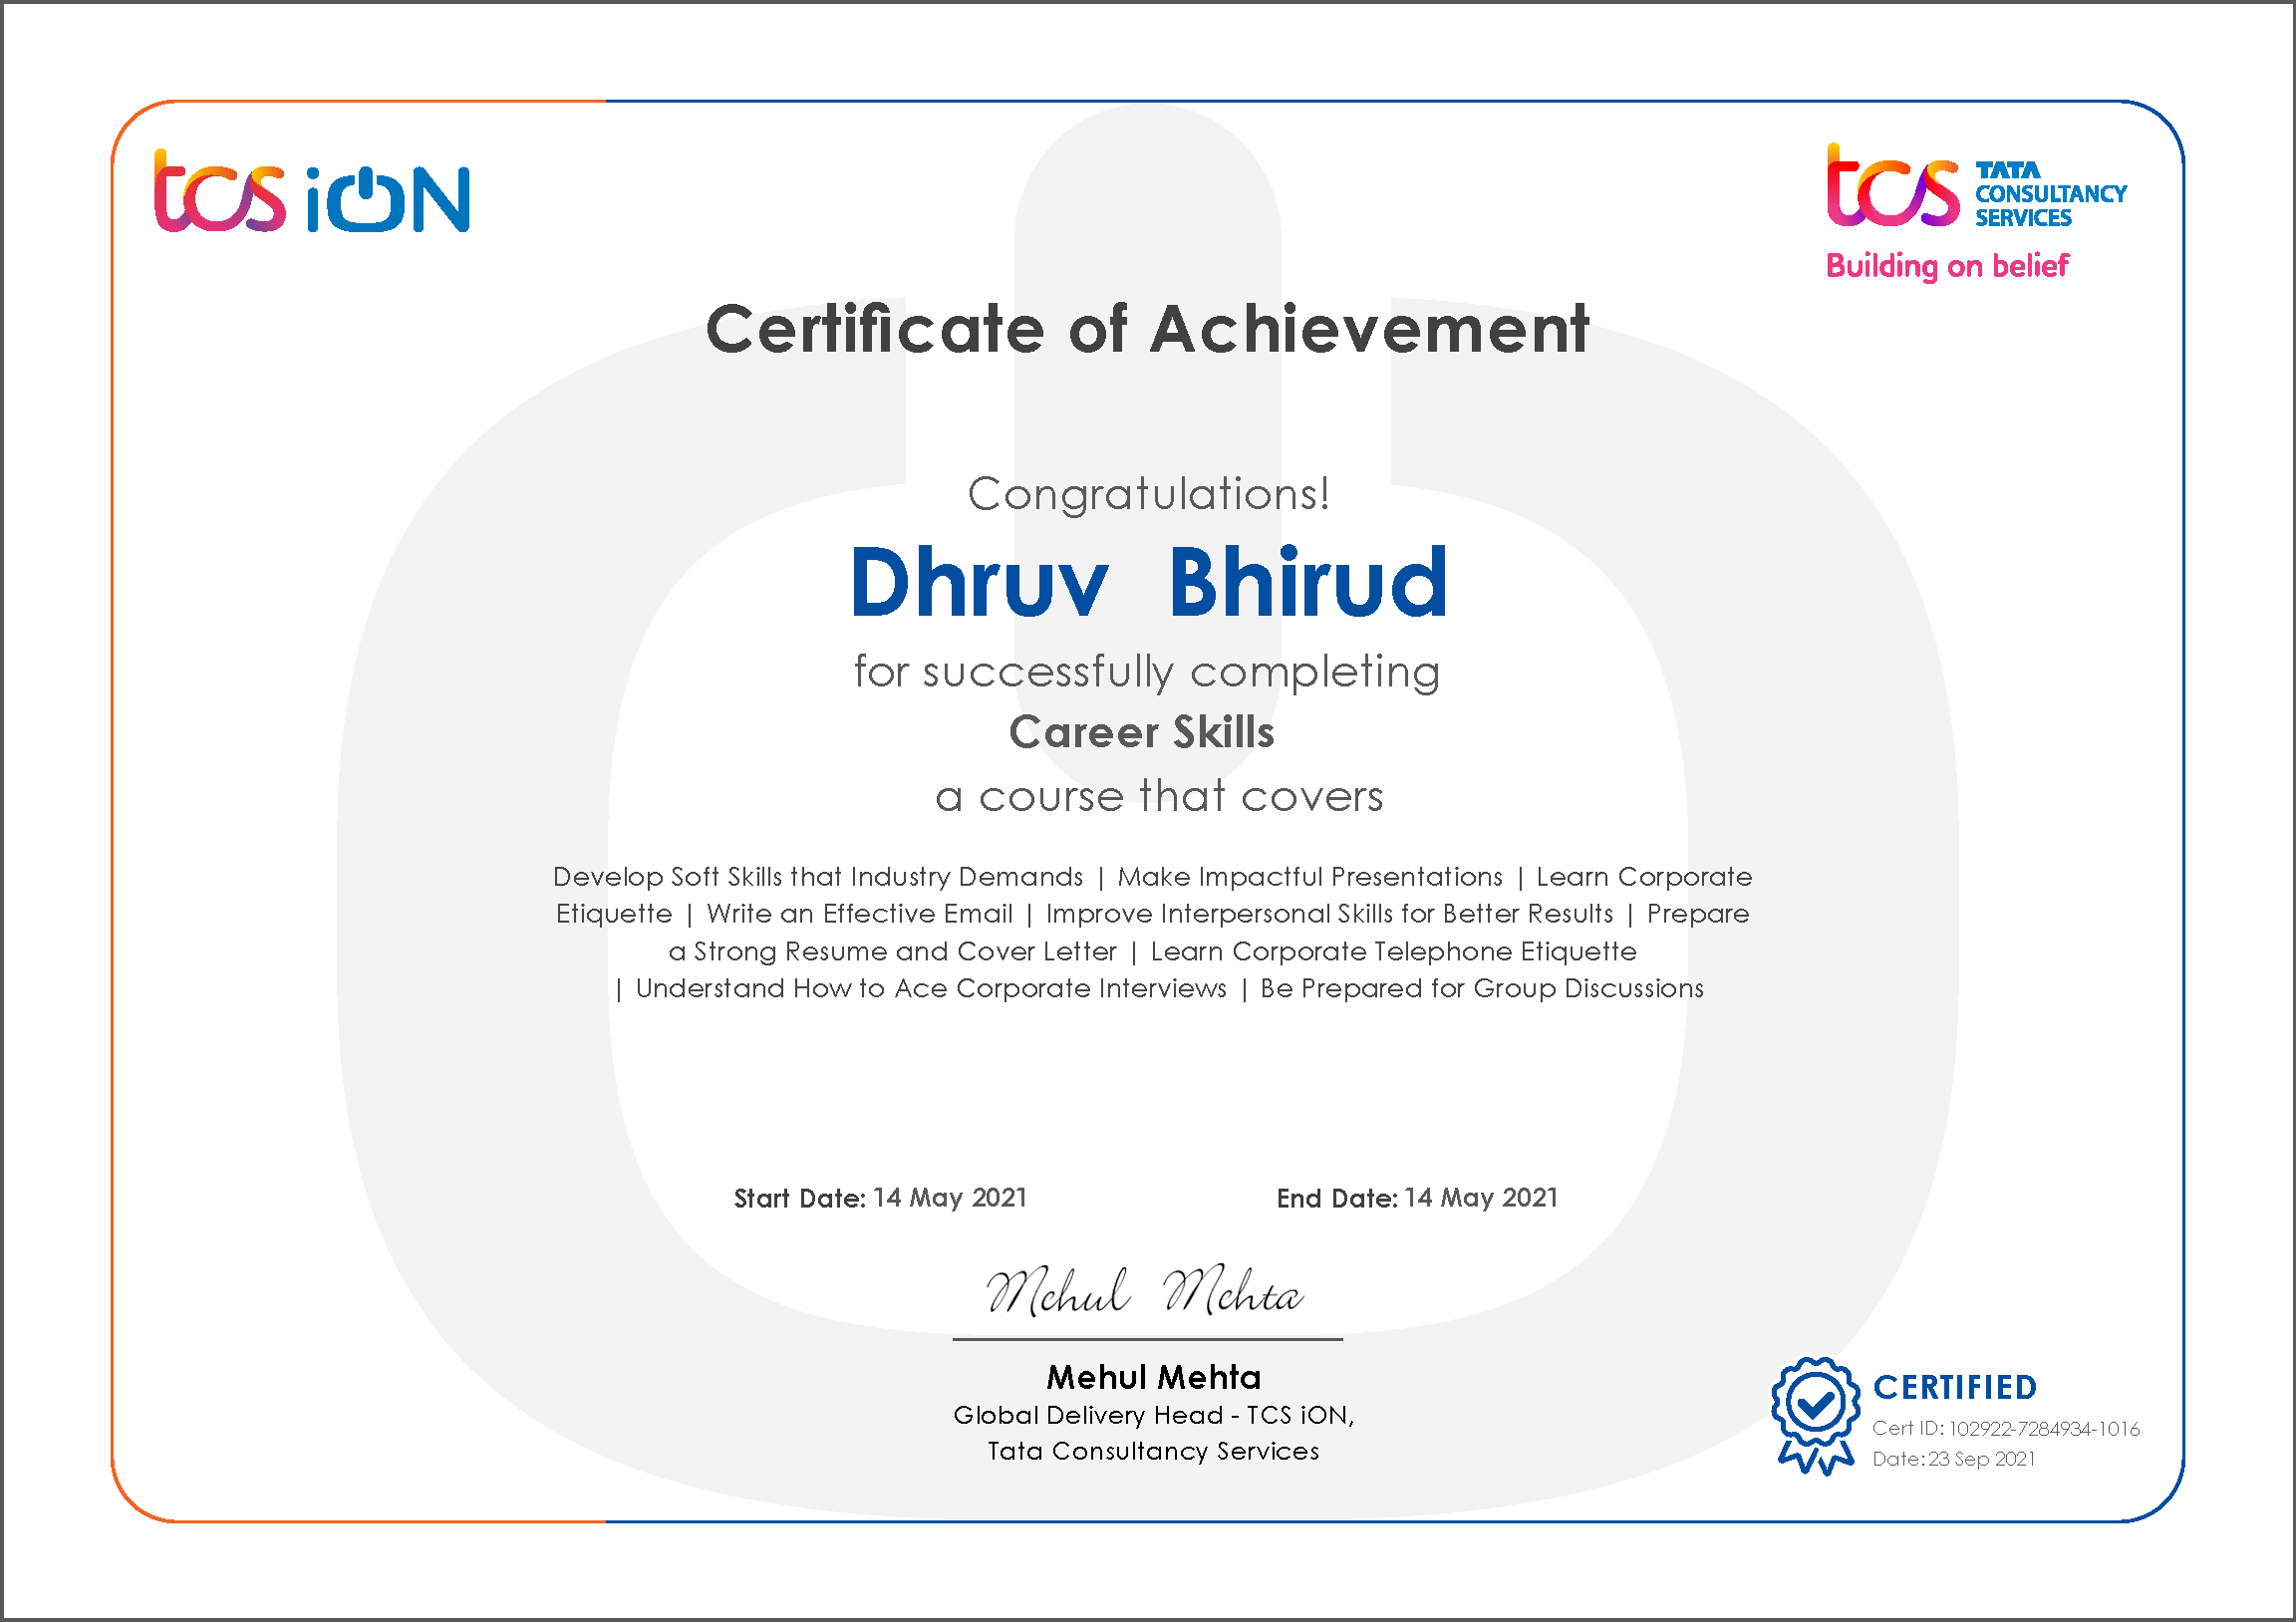 tcs iON
tcs TATA
CONSULTANCY
SERVICES
Building on belief
Certificate of Achievement
Congratulations!
Dhruv Bhirud
for successfully completing
Career Skills
a course that covers
Develop Soft Skills that Industry Demands | Make Impactful Presentations | Learn Corporate
Etiquette | Write an Effective Email | Improve Interpersonal Skills for Better Results | Prepare
a Strong Resume and Cover Letter | Learn Corporate Telephone Etiquette
| Understand How to Ace Corporate Interviews | Be Prepared for Group Discussions
Start Date: 14 May 2021 End Date: 14 May 2021
Mehul Mehta
Mehul Mehta
Global Delivery Head - TCS iON,
Tata Consultancy Services
CERTIFIED
Cert ID: 102922-7284934-1016
Date: 23 Sep 2021